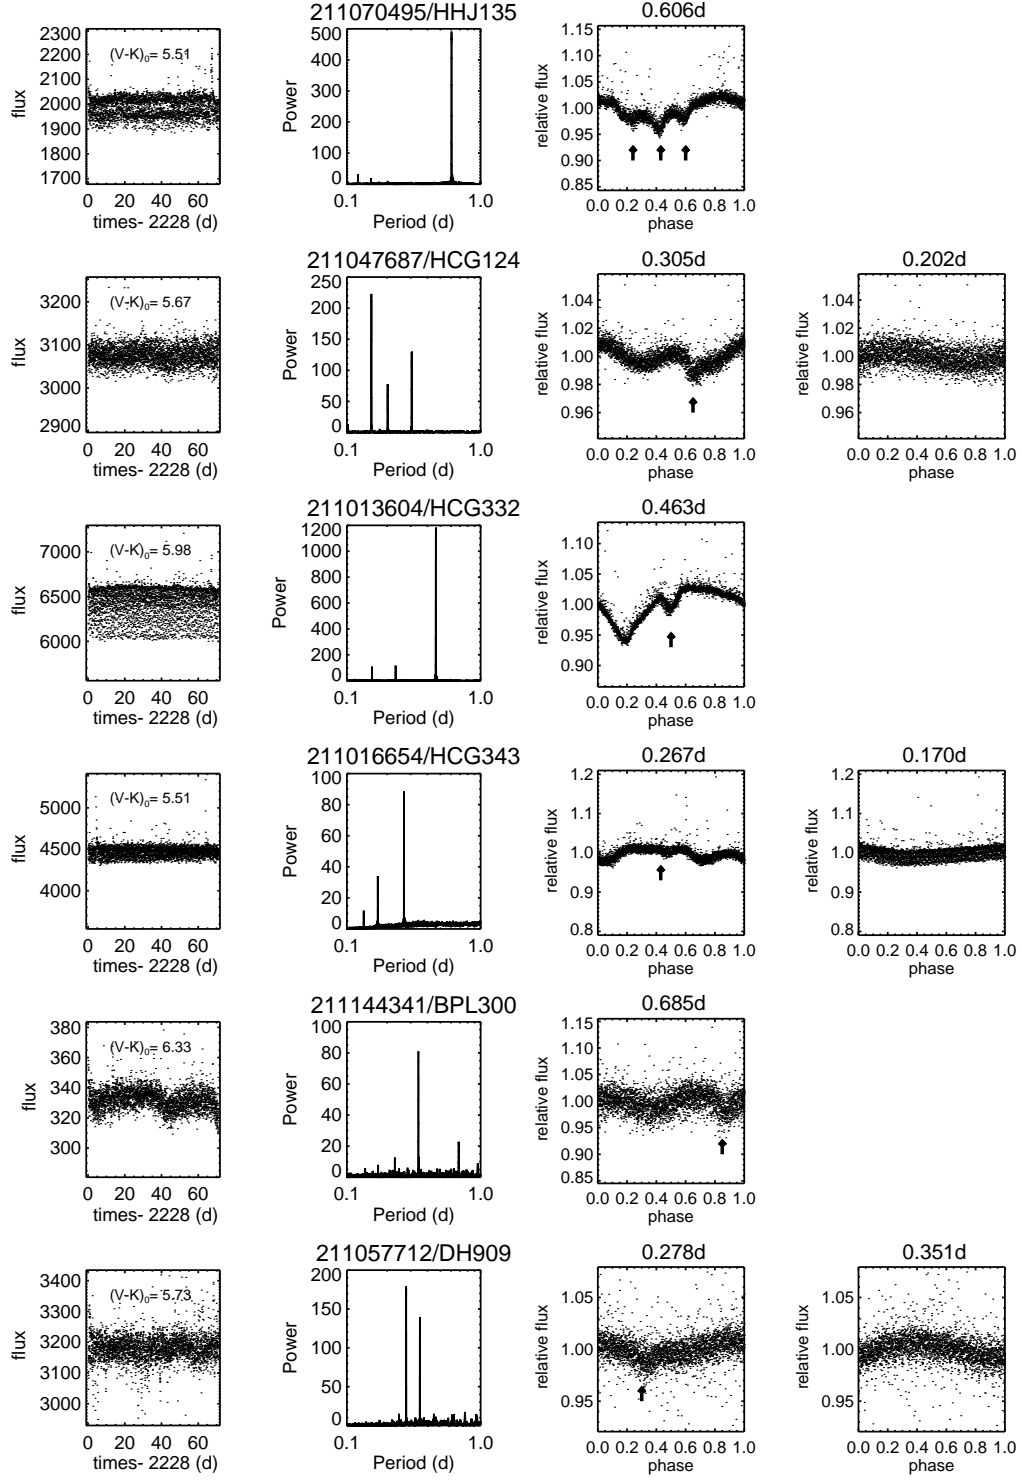 211070495/HHJ135
0.606d
(V-K)₀= 5.51
2300
2200
2100
2000
1900
1800
1700
flux
0 20 40 60
times- 2228 (d)
500
400
300
200
100
0
Power
0.1 1.0
Period (d)
1.15
1.10
1.05
1.00
0.95
0.90
0.85
relative flux
0.0 0.2 0.4 0.6 0.8 1.0
phase
211047687/HCG124
0.305d
0.202d
(V-K)₀= 5.67
3200
3100
3000
2900
flux
0 20 40 60
times- 2228 (d)
250
200
150
100
50
0
Power
0.1 1.0
Period (d)
1.04
1.02
1.00
0.98
0.96
relative flux
0.0 0.2 0.4 0.6 0.8 1.0
phase
1.04
1.02
1.00
0.98
0.96
relative flux
0.0 0.2 0.4 0.6 0.8 1.0
phase
211013604/HCG332
0.463d
(V-K)₀= 5.98
7000
6500
6000
flux
0 20 40 60
times- 2228 (d)
1200
1000
800
600
400
200
0
Power
0.1 1.0
Period (d)
1.10
1.05
1.00
0.95
0.90
relative flux
0.0 0.2 0.4 0.6 0.8 1.0
phase
211016654/HCG343
0.267d
0.170d
(V-K)₀= 5.51
5000
4500
4000
flux
0 20 40 60
times- 2228 (d)
100
80
60
40
20
0
Power
0.1 1.0
Period (d)
1.2
1.1
1.0
0.9
0.8
relative flux
0.0 0.2 0.4 0.6 0.8 1.0
phase
1.2
1.1
1.0
0.9
0.8
relative flux
0.0 0.2 0.4 0.6 0.8 1.0
phase
211144341/BPL300
0.685d
(V-K)₀= 6.33
380
360
340
320
300
flux
0 20 40 60
times- 2228 (d)
100
80
60
40
20
0
Power
0.1 1.0
Period (d)
1.15
1.10
1.05
1.00
0.95
0.90
0.85
relative flux
0.0 0.2 0.4 0.6 0.8 1.0
phase
211057712/DH909
0.278d
0.351d
(V-K)₀= 5.73
3400
3300
3200
3100
3000
flux
0 20 40 60
times- 2228 (d)
200
150
100
50
0
Power
0.1 1.0
Period (d)
1.05
1.00
0.95
relative flux
0.0 0.2 0.4 0.6 0.8 1.0
phase
1.05
1.00
0.95
relative flux
0.0 0.2 0.4 0.6 0.8 1.0
phase